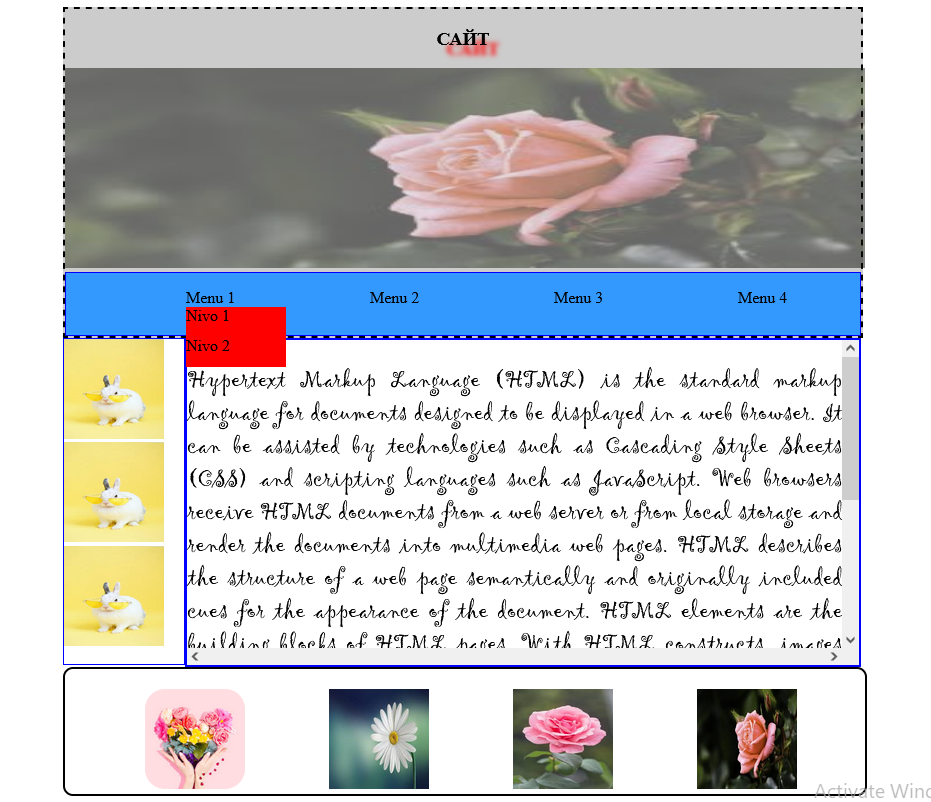 САЙТ
Menu 1 Menu 2 Menu 3 Menu 4
Nivo 1
Nivo 2
Hypertext Markup Language (HTML) is the standard markup
language for documents designed to be displayed in a web browser. It
can be assisted by technologies such as Cascading Style Sheets
(CSS) and scripting languages such as JavaScript. Web browsers
receive HTML documents from a web server or from local storage and
render the documents into multimedia web pages. HTML describes
the structure of a web page semantically and originally included
cues for the appearance of the document. HTML elements are the
building blocks of HTML pages. With HTML constructs, images
Activate Wind